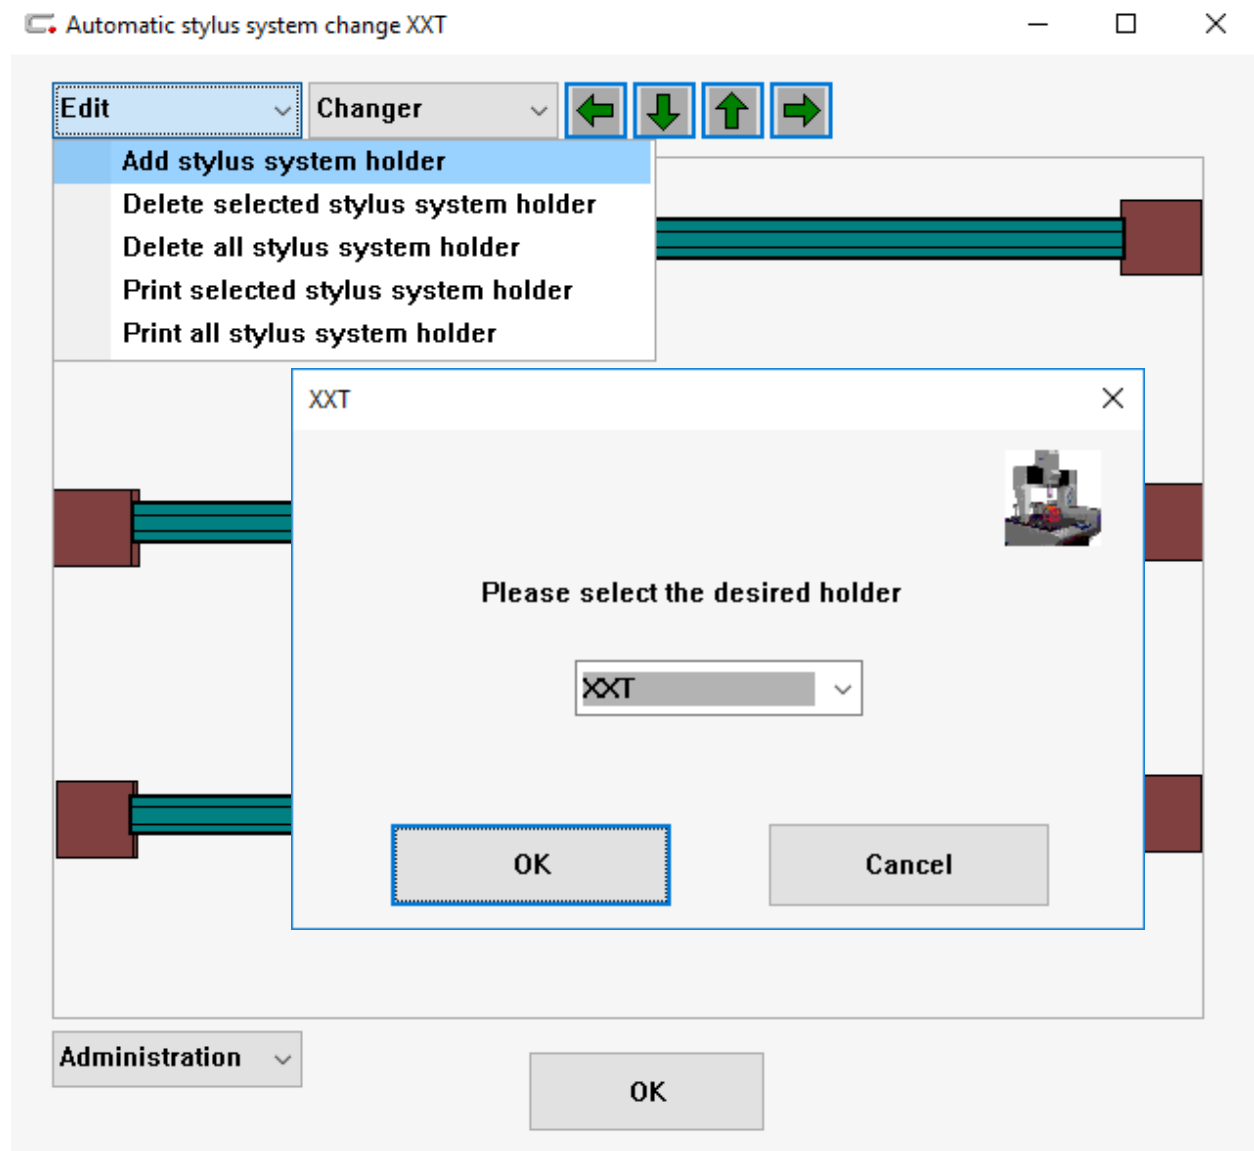 Automatic stylus system change XXT
Edit
Changer
Add stylus system holder
Delete selected stylus system holder
Delete all stylus system holder
Print selected stylus system holder
Print all stylus system holder
XXT
Please select the desired holder
XXT
OK
Cancel
Administration
OK